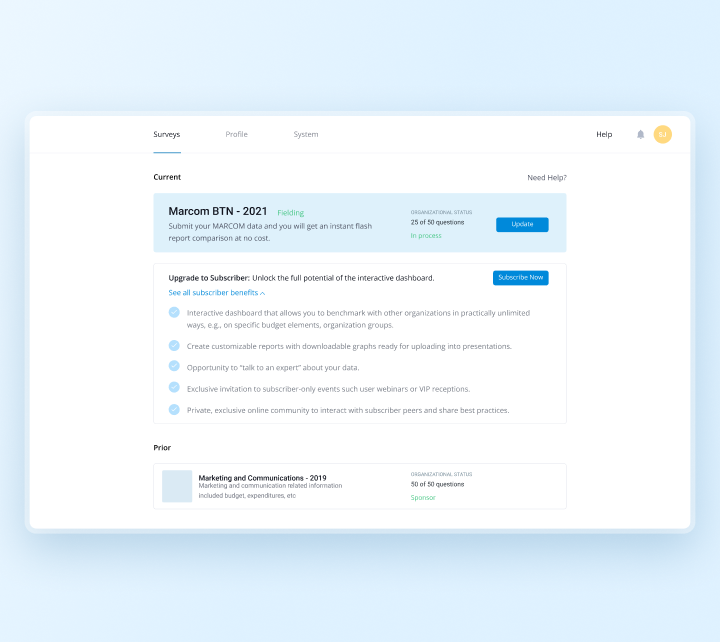 Surveys
Profile
System
Help
SJ
Current
Need Help?
Marcom BTN - 2021
Fielding
Submit your MARCOM data and you will get an instant flash
report comparison at no cost.
ORGANIZATIONAL STATUS
25 of 50 questions
In process
Update
Upgrade to Subscriber: Unlock the full potential of the interactive dashboard.
Subscribe Now
See all subscriber benefits
Interactive dashboard that allows you to benchmark with other organizations in practically unlimited
ways, e.g., on specific budget elements, organization groups.
Create customizable reports with downloadable graphs ready for uploading into presentations.
Opportunity to “talk to an expert” about your data.
Exclusive invitation to subscriber-only events such user webinars or VIP receptions.
Private, exclusive online community to interact with subscriber peers and share best practices.
Prior
Marketing and Communications - 2019
Marketing and communication related information
included budget, expenditures, etc
ORGANIZATIONAL STATUS
50 of 50 questions
Sponsor